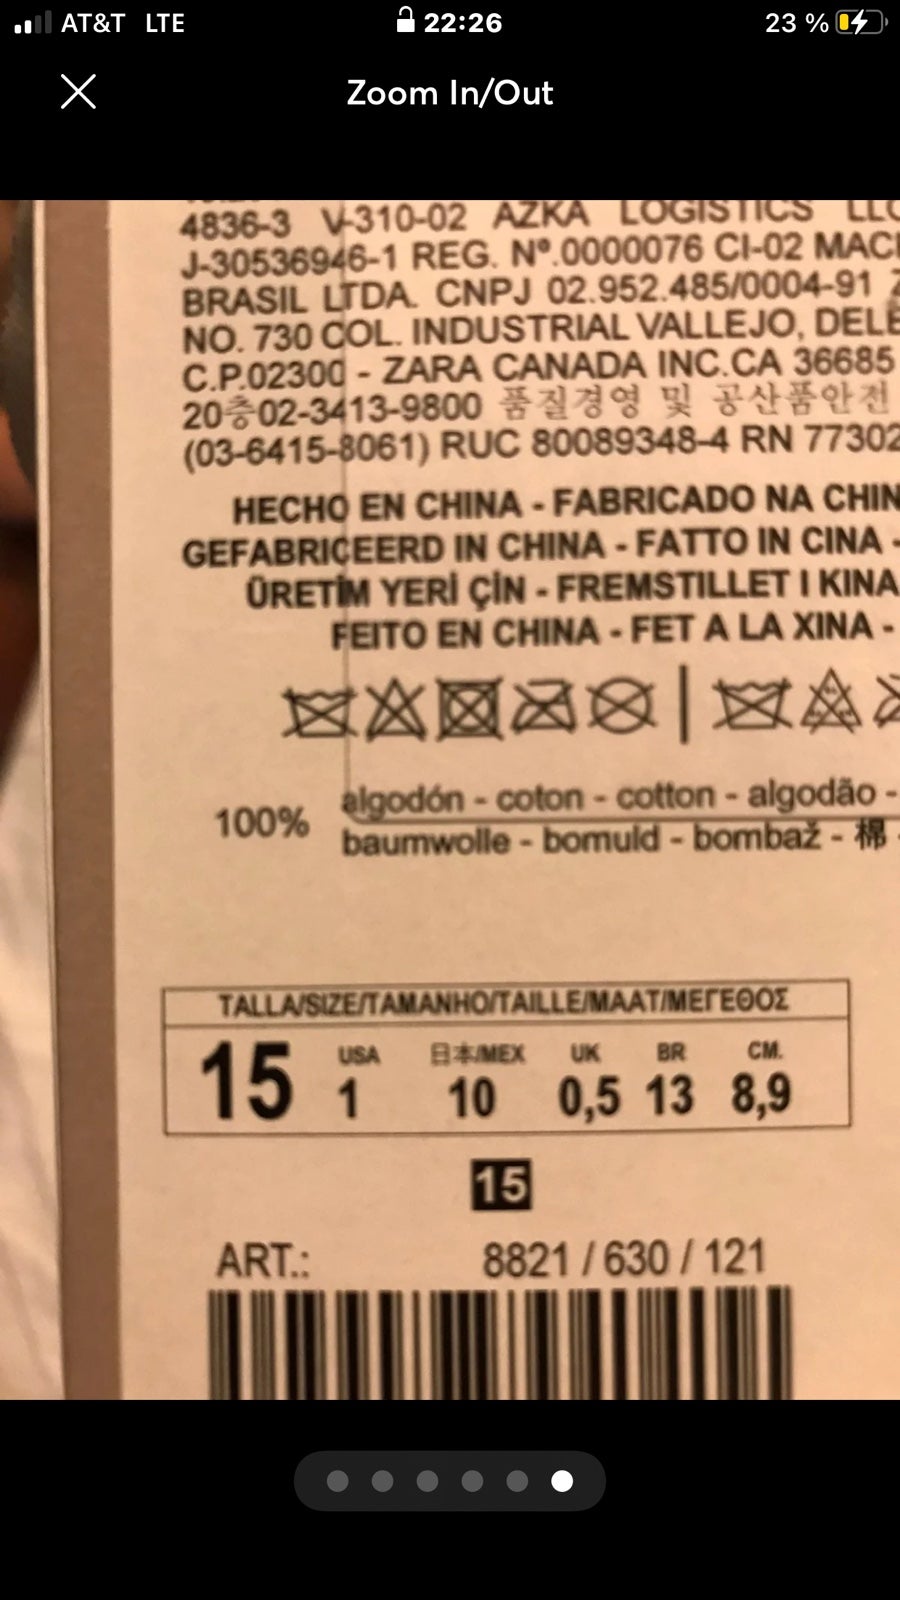 AT&T LTE 22:26 23 %
Zoom In/Out
4836-3 V-310-02 AZKA LOGISTICS LLC
J-30536946-1 REG. Nº.0000076 CI-02 MAC
BRASIL LTDA. CNPJ 02.952.485/0004-91
NO. 730 COL. INDUSTRIAL VALLEJO, DELE
C.P.02300 - ZARA CANADA INC.CA 36685
20층02-3413-9800 품질경영 및 공산품안전
(03-6415-8061) RUC 80089348-4 RN 77302
HECHO EN CHINA - FABRICADO NA CHIN
GEFABRICEERD IN CHINA - FATTO IN CINA -
ÜRETİM YERİ ÇİN - FREMSTILLET I KINA
FEITO EN CHINA - FET A LA XINA -
100% algodón - coton - cotton - algodão -
baumwolle - bomuld - bombaž - 棉 -
TALLA/SIZE/TAMANHO/TAILLE/MAAT/ΜΕΓΕΘΟΣ
USA 日本/MEX UK BR CM.
15 1 10 0,5 13 8,9
15
ART.: 8821 / 630 / 121